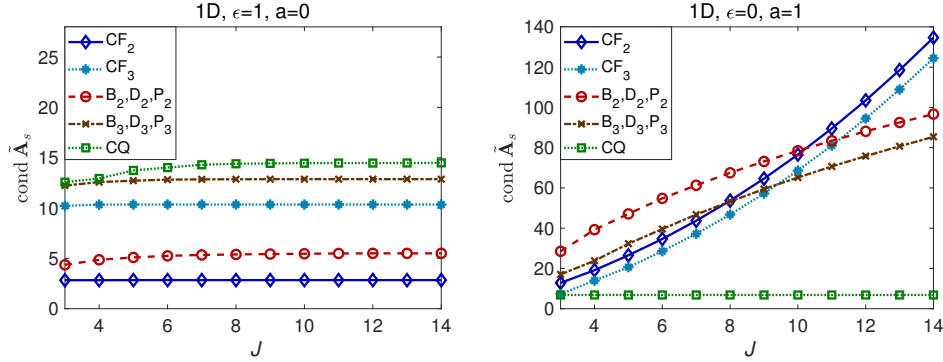 1D, ϵ=1, a=0
cond Ã_s
25
20
15
10
5
0
CF_2
CF_3
B_2,D_2,P_2
B_3,D_3,P_3
CQ
4 6 8 10 12 14
J
1D, ϵ=0, a=1
cond Ã_s
140
120
100
80
60
40
20
0
CF_2
CF_3
B_2,D_2,P_2
B_3,D_3,P_3
CQ
4 6 8 10 12 14
J